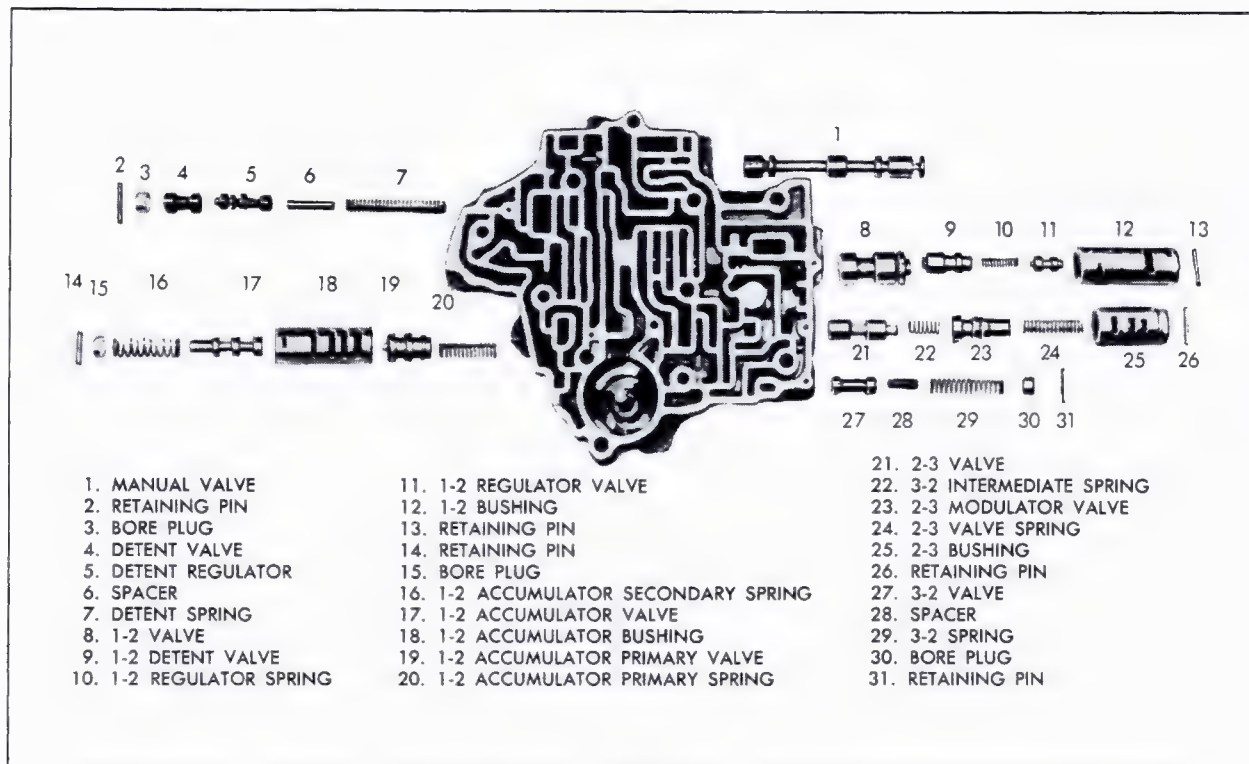 1
2 3 4 5 6 7
8 9 10 11 12 13
14 15 16 17 18 19 20
21 22 23 24 25 26
27 28 29 30 31
1. MANUAL VALVE
2. RETAINING PIN
3. BORE PLUG
4. DETENT VALVE
5. DETENT REGULATOR
6. SPACER
7. DETENT SPRING
8. 1-2 VALVE
9. 1-2 DETENT VALVE
10. 1-2 REGULATOR SPRING
11. 1-2 REGULATOR VALVE
12. 1-2 BUSHING
13. RETAINING PIN
14. RETAINING PIN
15. BORE PLUG
16. 1-2 ACCUMULATOR SECONDARY SPRING
17. 1-2 ACCUMULATOR VALVE
18. 1-2 ACCUMULATOR BUSHING
19. 1-2 ACCUMULATOR PRIMARY VALVE
20. 1-2 ACCUMULATOR PRIMARY SPRING
21. 2-3 VALVE
22. 3-2 INTERMEDIATE SPRING
23. 2-3 MODULATOR VALVE
24. 2-3 VALVE SPRING
25. 2-3 BUSHING
26. RETAINING PIN
27. 3-2 VALVE
28. SPACER
29. 3-2 SPRING
30. BORE PLUG
31. RETAINING PIN